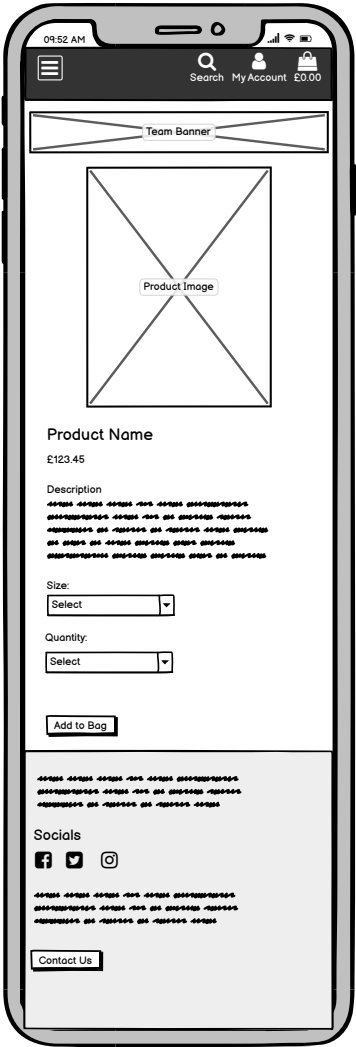 09:52 AM
Search My Account £0.00
Team Banner
Product Image
Product Name
£123.45
Description
Size:
Select
Quantity:
Select
Add to Bag
Socials
Contact Us